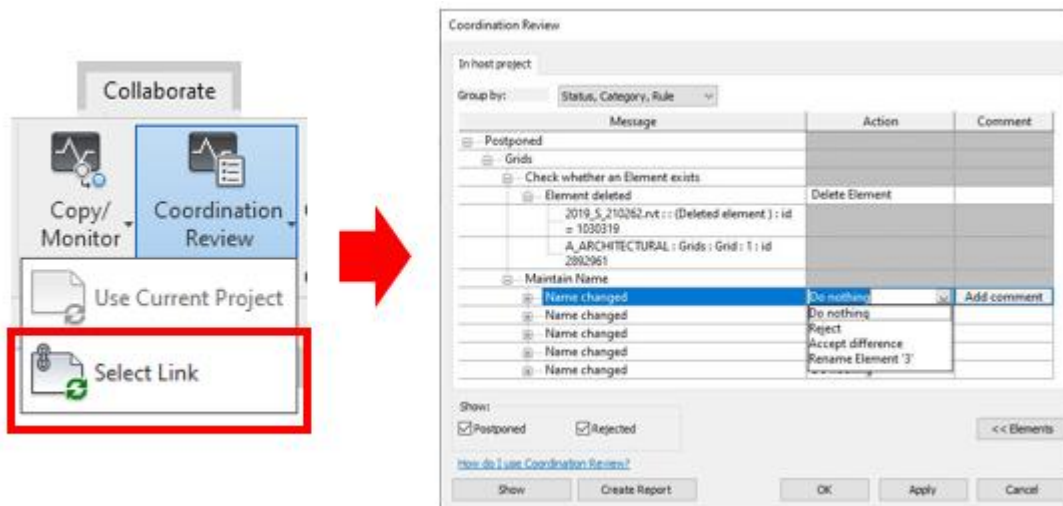 Collaborate
Copy/
Monitor
Coordination
Review
Use Current Project
Select Link
Coordination Review
In host project
Group by: Status, Category, Rule
Message Action Comment
Postponed
Grids
Check whether an Element exists
Element deleted Delete Element
2019_S_210262.rvt : : (Deleted element ) : id
= 1030319
A_ARCHITECTURAL : Grids : Grid : 1 : id
2892961
Maintain Name
Name changed Do nothing Add comment
Name changed Do nothing
Name changed Reject
Name changed Accept difference
Name changed Rename Element '3'
Show:
Postponed Rejected
<< Elements
How do I use Coordination Review?
Show Create Report OK Apply Cancel